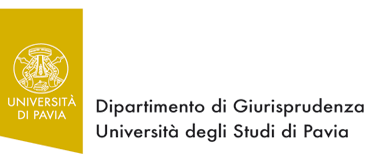 UNIVERSITÀ
DI PAVIA
Dipartimento di Giurisprudenza
Università degli Studi di Pavia